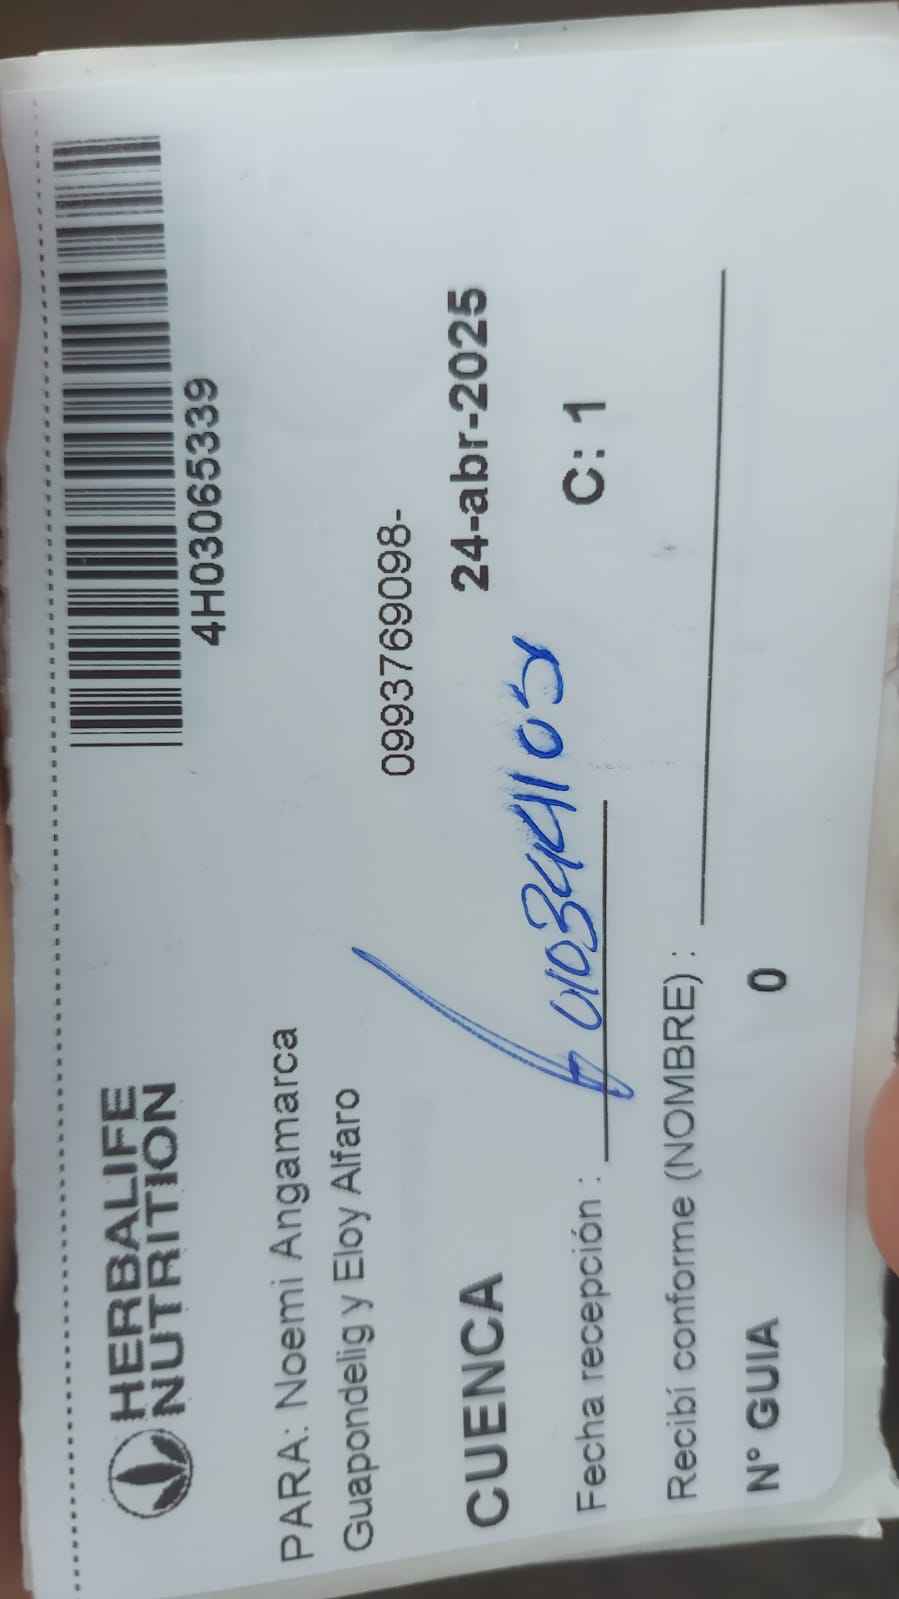 HERBALIFE
NUTRITION
4H03065339
PARA: Noemi Angamarca
Guapondelig y Eloy Alfaro
0993769098-
CUENCA
24-abr-2025
Fecha recepción : 0103441105
C: 1
Recibí conforme (NOMBRE) :
N° GUIA 0